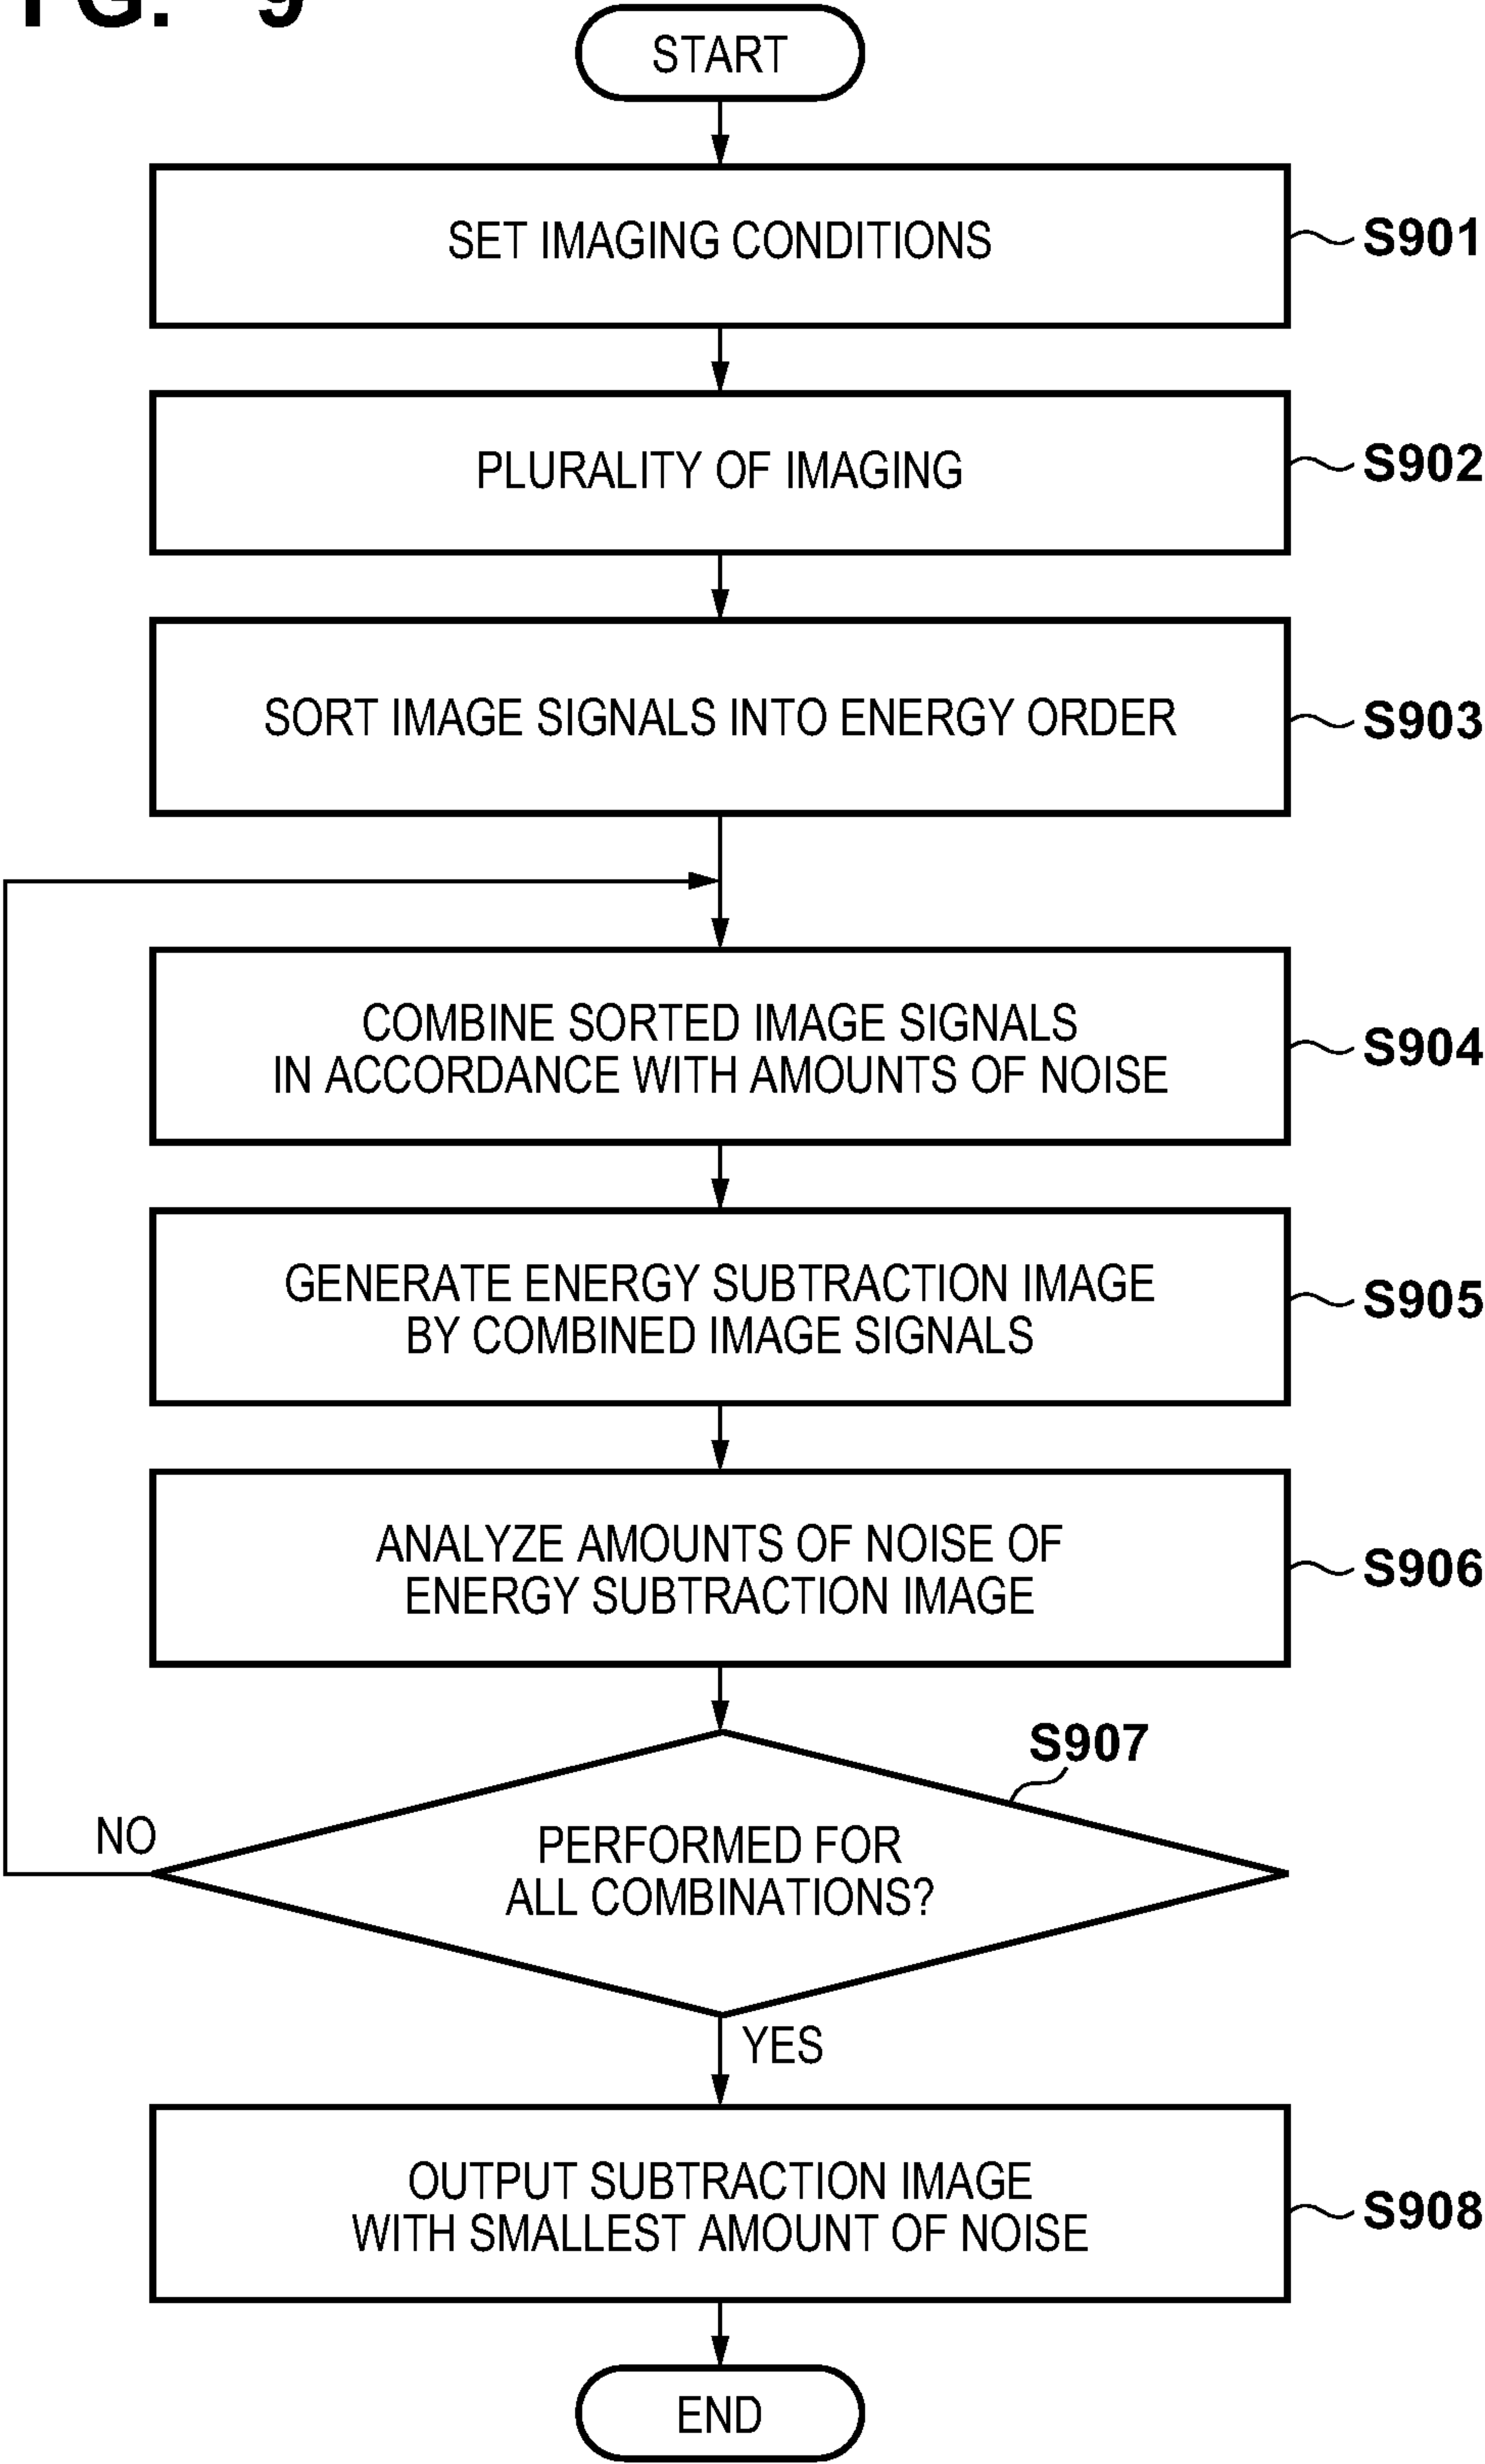 FG. 9
START
SET IMAGING CONDITIONS
S901
PLURALITY OF IMAGING
S902
SORT IMAGE SIGNALS INTO ENERGY ORDER
S903
COMBINE SORTED IMAGE SIGNALS
IN ACCORDANCE WITH AMOUNTS OF NOISE
S904
GENERATE ENERGY SUBTRACTION IMAGE
BY COMBINED IMAGE SIGNALS
S905
ANALYZE AMOUNTS OF NOISE OF
ENERGY SUBTRACTION IMAGE
S906
S907
NO
PERFORMED FOR
ALL COMBINATIONS?
YES
OUTPUT SUBTRACTION IMAGE
WITH SMALLEST AMOUNT OF NOISE
S908
END